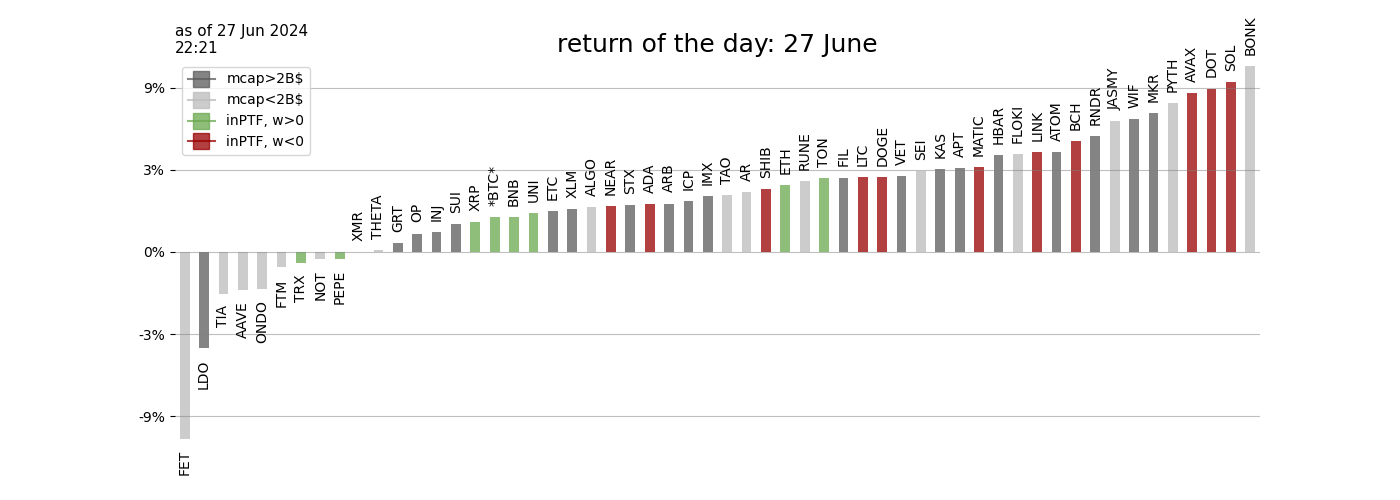 as of 27 Jun 2024
22:21
return of the day: 27 June
mcap>2B$
mcap<2B$
inPTF, w>0
inPTF, w<0
9%
3%
0%
-3%
-9%
FET
LDO
TIA
AAVE
ONDO
FTM
TRX
NOT
PEPE
XMR
THETA
GRT
OP
INJ
SUI
XRP
*BTC*
BNB
UNI
ETC
XLM
ALGO
NEAR
STX
ADA
ARB
ICP
IMX
TAO
AR
SHIB
ETH
RUNE
TON
FIL
LTC
DOGE
VET
SEI
KAS
APT
MATIC
HBAR
FLOKI
LINK
ATOM
BCH
RNDR
JASMY
WIF
MKR
PYTH
AVAX
DOT
SOL
BONK